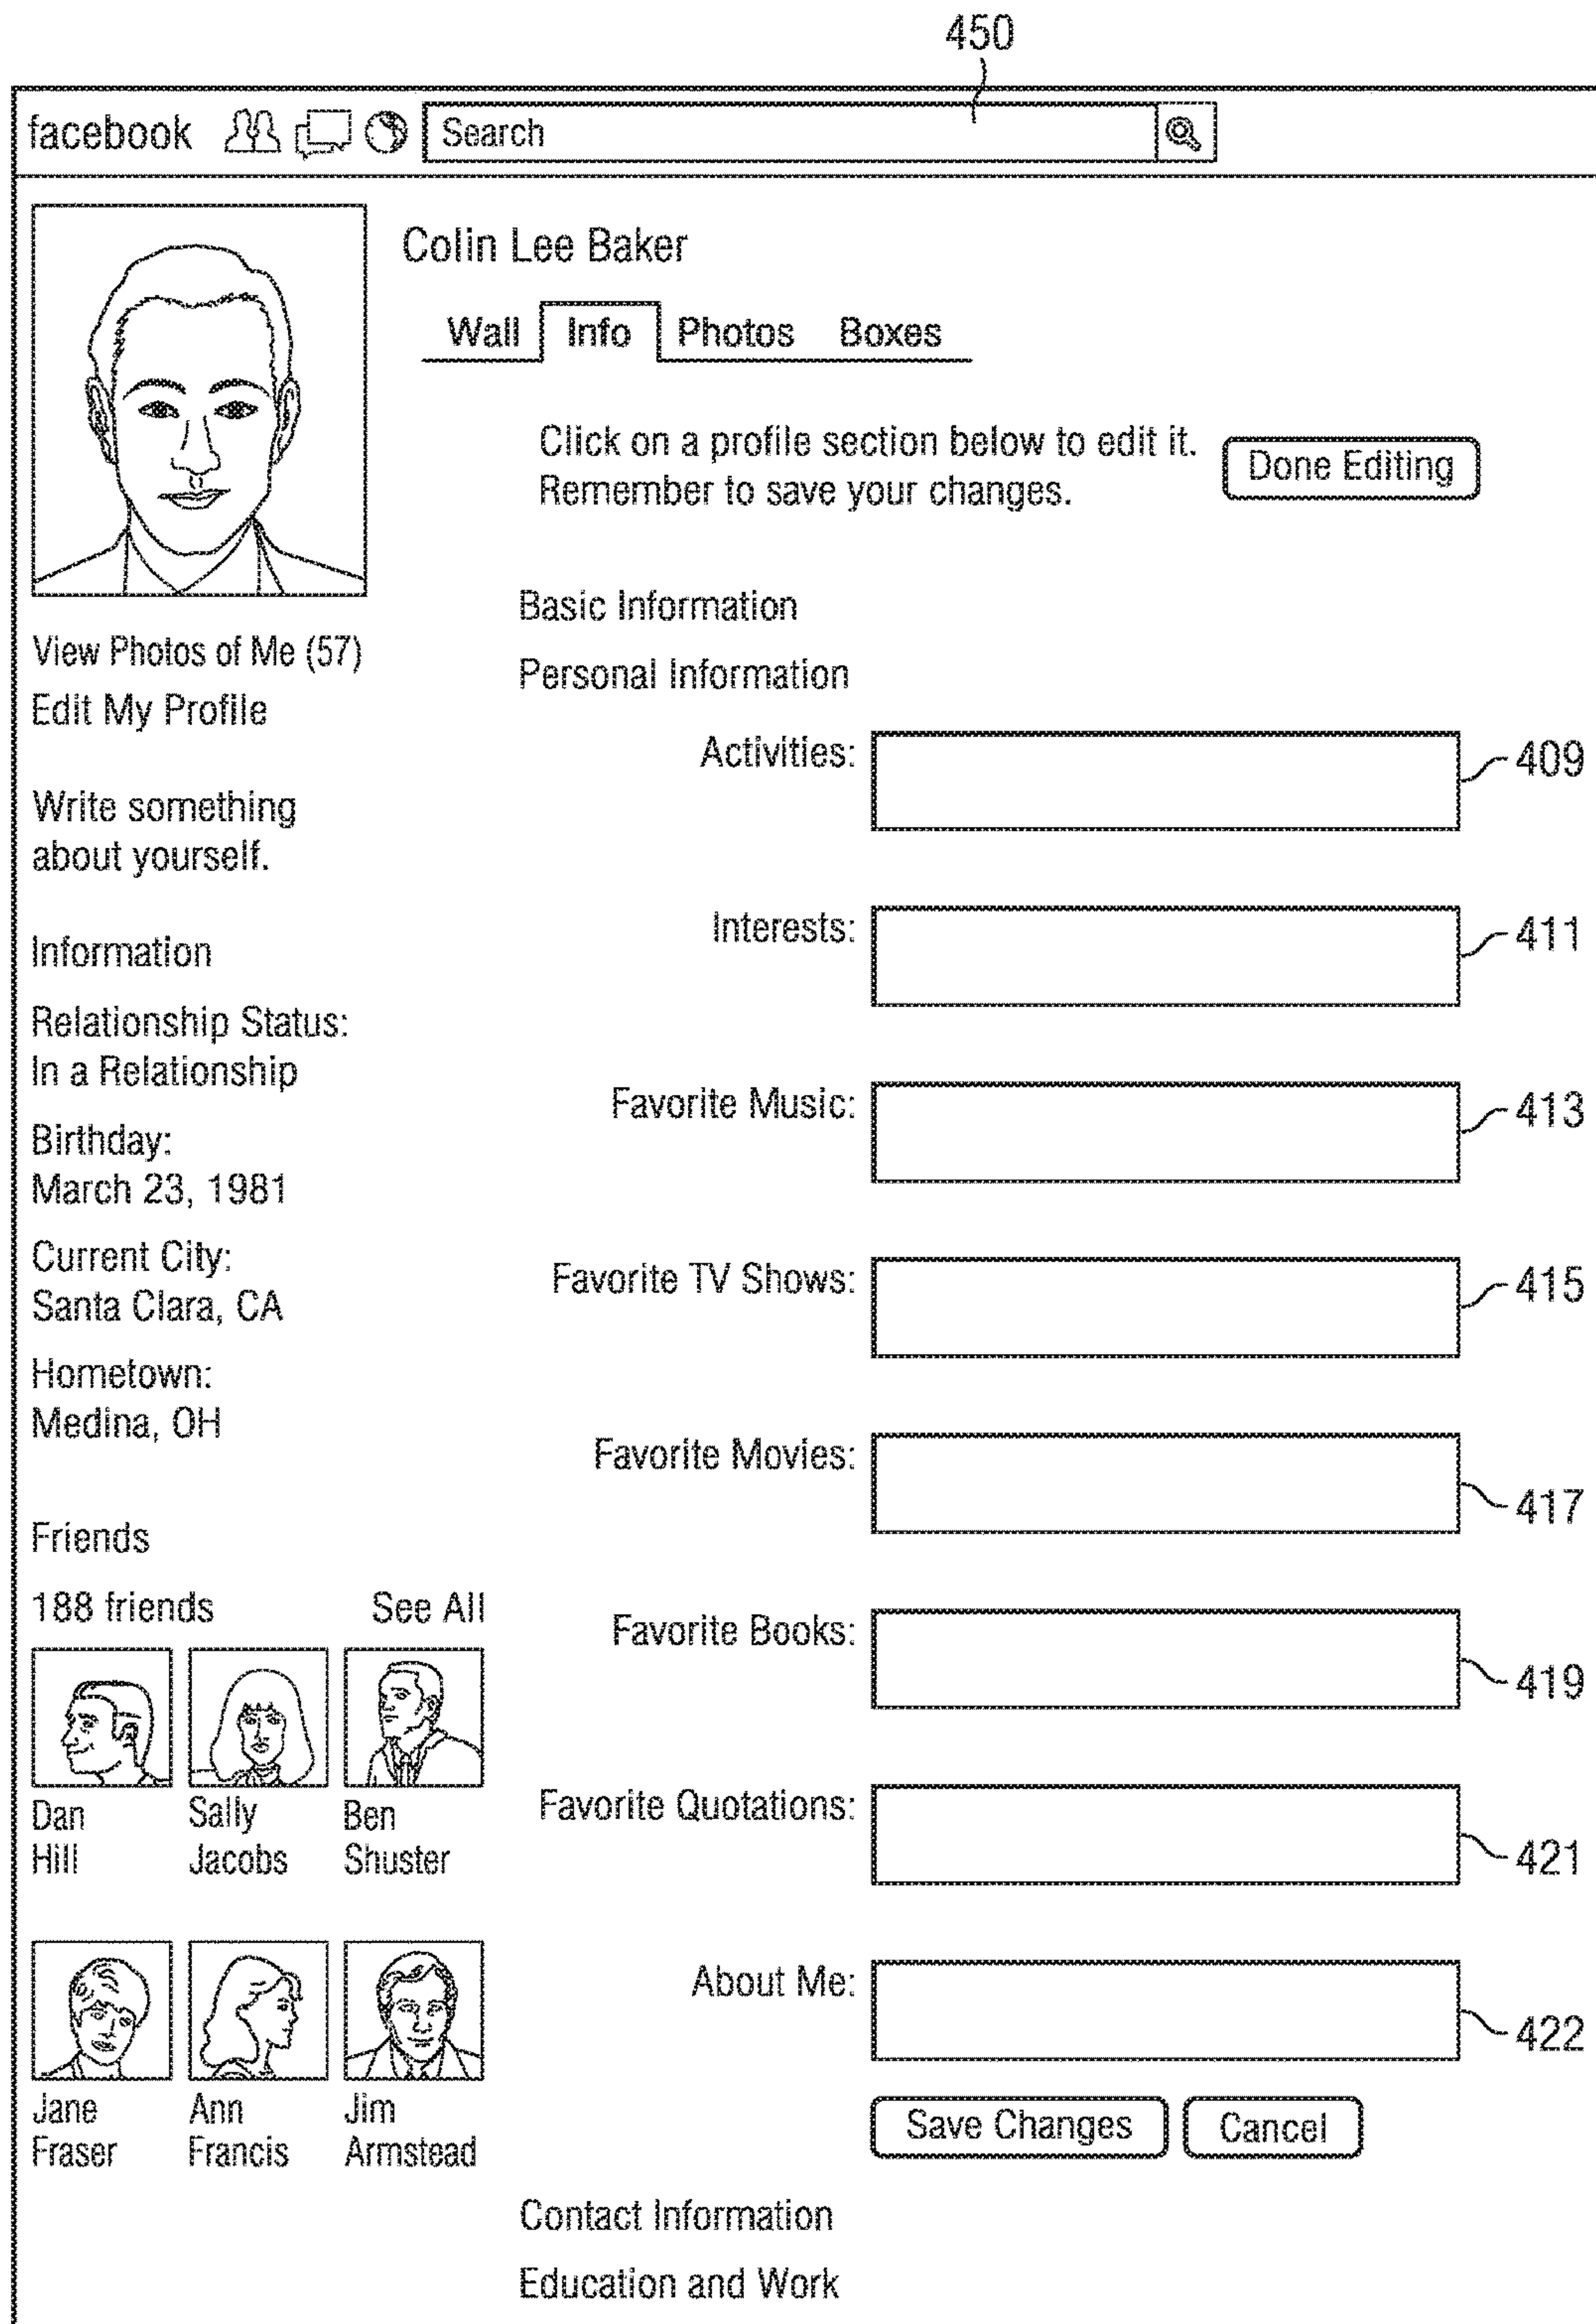 450
facebook Search
Colin Lee Baker
Wall Info Photos Boxes
Click on a profile section below to edit it.
Remember to save your changes.
Done Editing
View Photos of Me (57)
Edit My Profile
Write something
about yourself.
Information
Relationship Status:
In a Relationship
Birthday:
March 23, 1981
Current City:
Santa Clara, CA
Hometown:
Medina, OH
Friends
188 friends See All
Dan
Hill
Sally
Jacobs
Ben
Shuster
Jane
Fraser
Ann
Francis
Jim
Armstead
Basic Information
Personal Information
Activities: 409
Interests: 411
Favorite Music: 413
Favorite TV Shows: 415
Favorite Movies: 417
Favorite Books: 419
Favorite Quotations: 421
About Me: 422
Save Changes Cancel
Contact Information
Education and Work